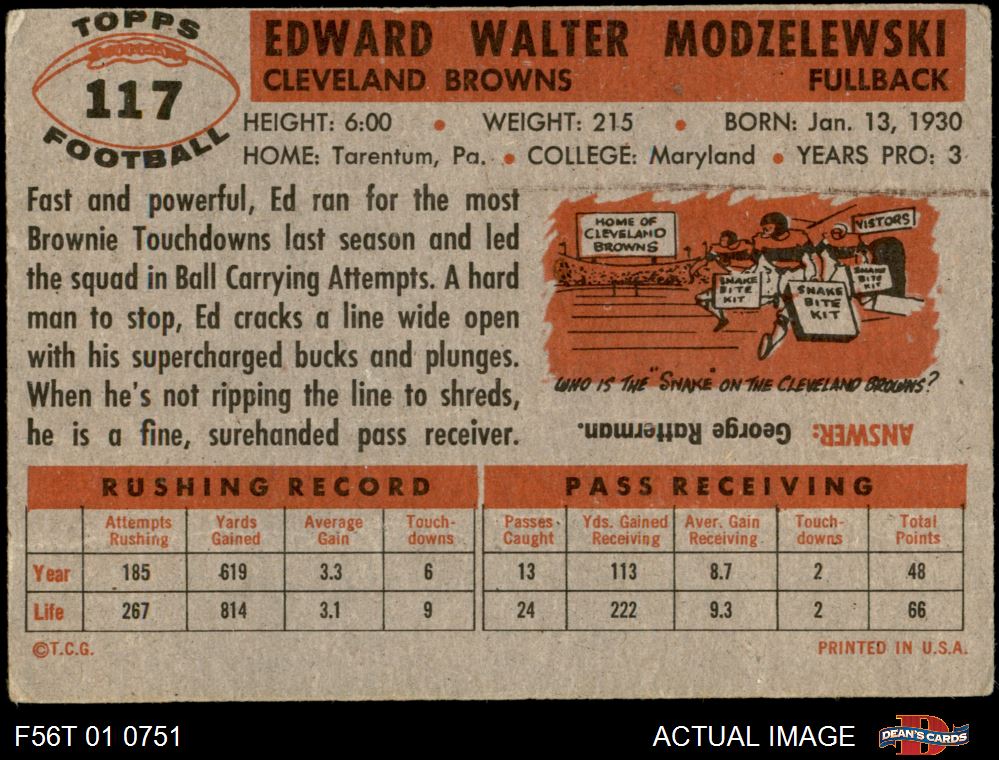 TOPPS
117
FOOTBALL
EDWARD WALTER MODZELEWSKI
CLEVELAND BROWNS FULLBACK
HEIGHT: 6:00 • WEIGHT: 215 • BORN: Jan. 13, 1930
HOME: Tarentum, Pa. • COLLEGE: Maryland • YEARS PRO: 3
Fast and powerful, Ed ran for the most
Brownie Touchdowns last season and led
the squad in Ball Carrying Attempts. A hard
man to stop, Ed cracks a line wide open
with his supercharged bucks and plunges.
When he's not ripping the line to shreds,
he is a fine, surehanded pass receiver.
HOME OF
CLEVELAND
BROWNS
VISTORS
SNAKE
BITE
KIT
SNAKE
BITE
KIT
SNAKE
BITE
KIT
WHO IS THE "SNAKE" ON THE CLEVELAND BROWNS?
ANSWER: George Ratterman.
RUSHING RECORD PASS RECEIVING
Attempts Yards Average Touch- Passes Yds. Gained Aver. Gain Touch- Total
Rushing Gained Gain downs Caught Receiving Receiving downs Points
Year 185 619 3.3 6 13 113 8.7 2 48
Life 267 814 3.1 9 24 222 9.3 2 66
©T.C.G. PRINTED IN U.S.A.
F56T 01 0751 ACTUAL IMAGE D DEAN'S CARDS